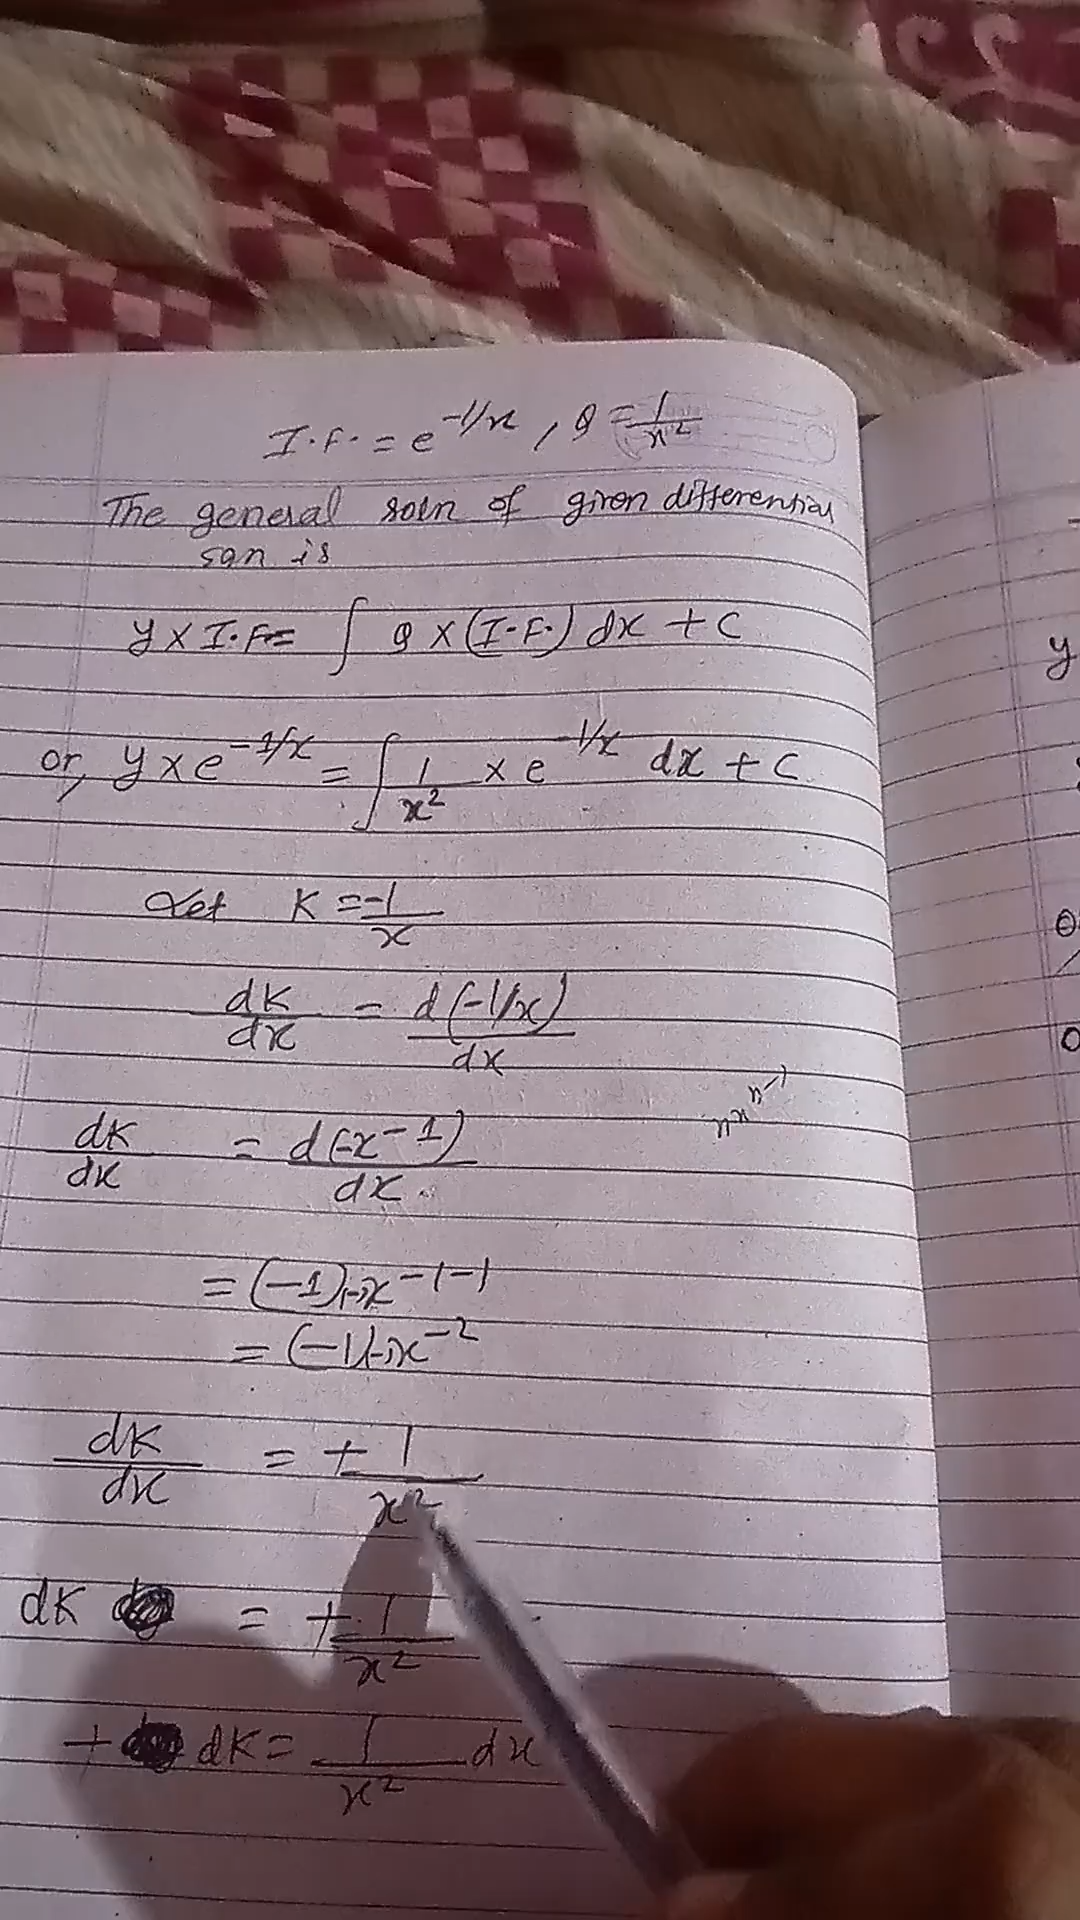 I.F. = e^-1/x , Q = 1/x²
The general soln of given differential
eqn is
y X I.F = ∫ Q X (I.F.) dx + C
or, y x e^-1/x = ∫ 1/x² x e^-1/x dx + C
Let K = -1/x
dK/dx = d(-1/x)/dx
nx^n-1
dK/dx = d(-x^-1)/dx
= (-1)(-)x^-1-1
= (-1)(-)x^-2
dK/dx = + 1/x²
dK = + 1/x²
+ dK = 1/x² dx
y